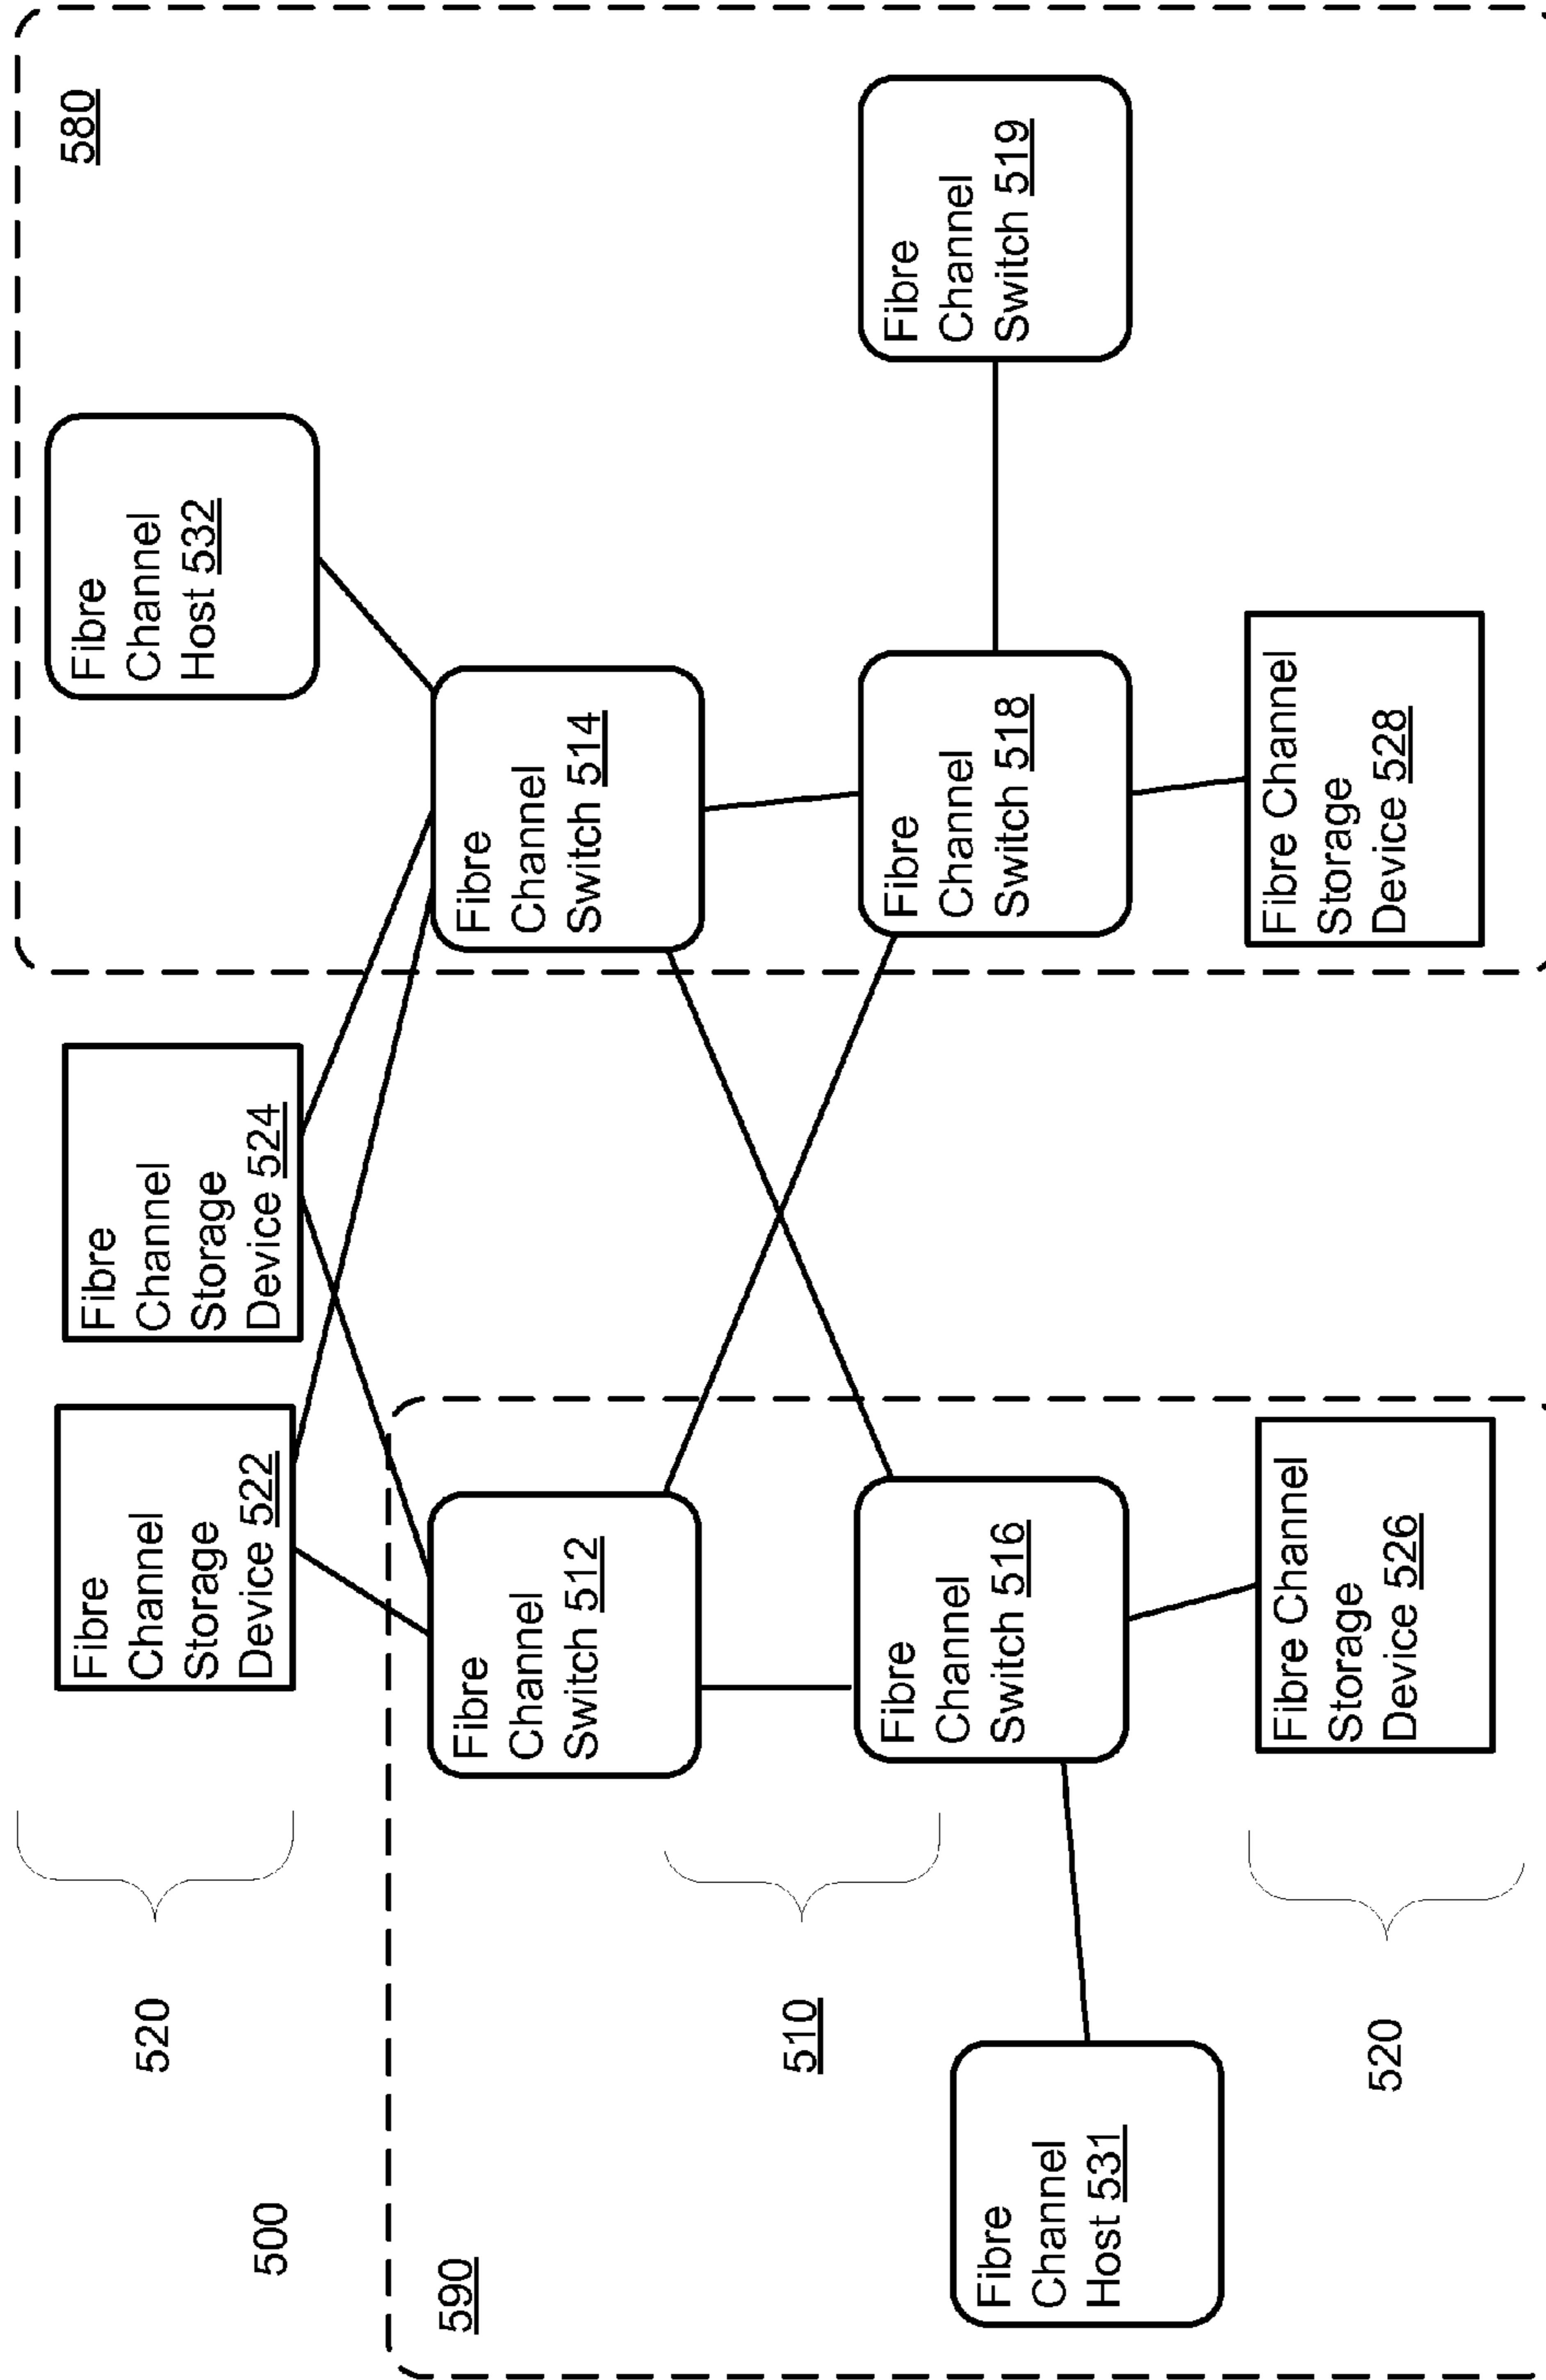 500
520
Fibre
Channel
Storage
Device 522
Fibre
Channel
Storage
Device 524
Fibre
Channel
Host 532
580
590
Fibre
Channel
Switch 512
Fibre
Channel
Switch 514
510
Fibre
Channel
Host 531
Fibre
Channel
Switch 516
Fibre
Channel
Switch 518
Fibre
Channel
Switch 519
520
Fibre Channel
Storage
Device 526
Fibre Channel
Storage
Device 528